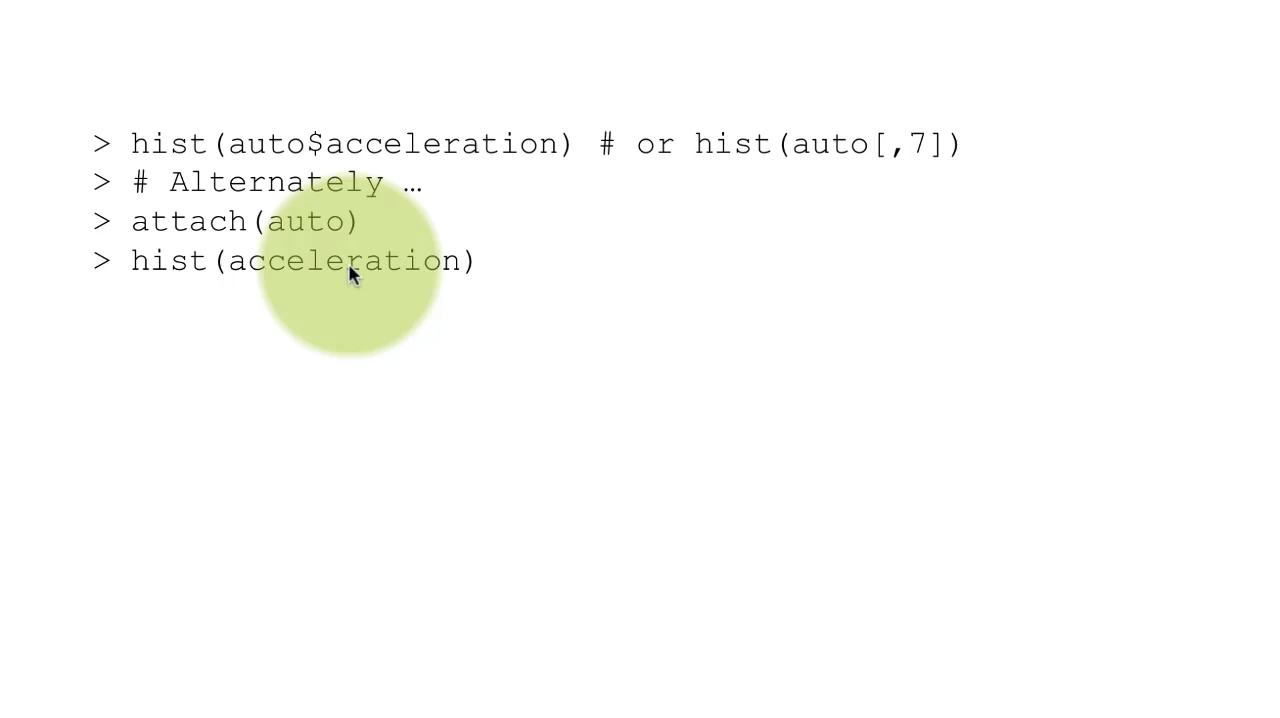 > hist(auto$acceleration) # or hist(auto[,7])
> # Alternately …
> attach(auto)
> hist(acceleration)